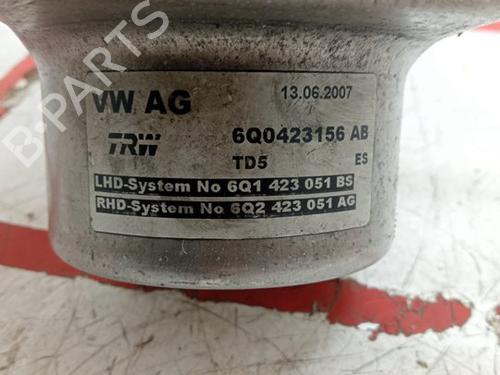 B-PARTS
VW AG 13.06.2007
TRW 6Q0423156 AB
TD5 ES
LHD-System No 6Q1 423 051 BS
RHD-System No 6Q2 423 051 AG